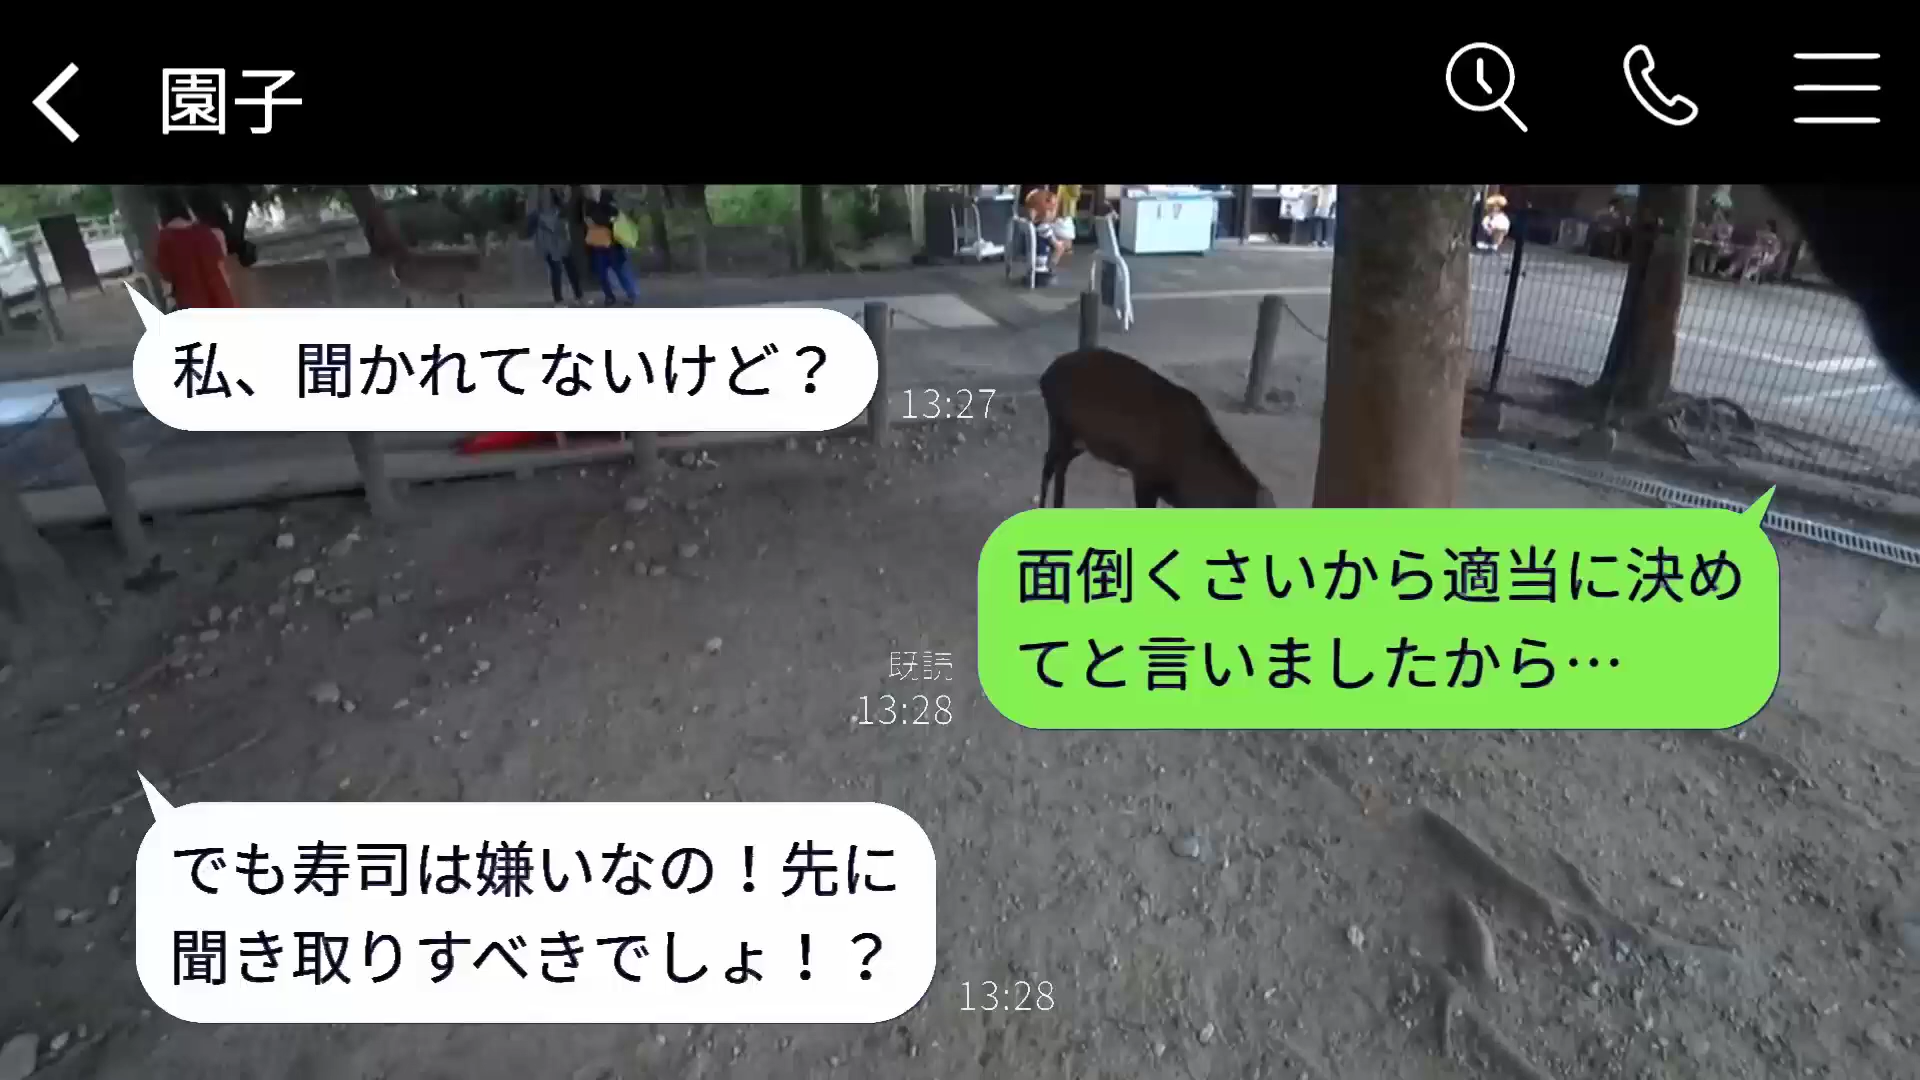 園子
私、聞かれてないけど？
13:27
面倒くさいから適当に決め
てと言いましたから…
既読
13:28
でも寿司は嫌いなの！先に
聞き取りすべきでしょ！？
13:28